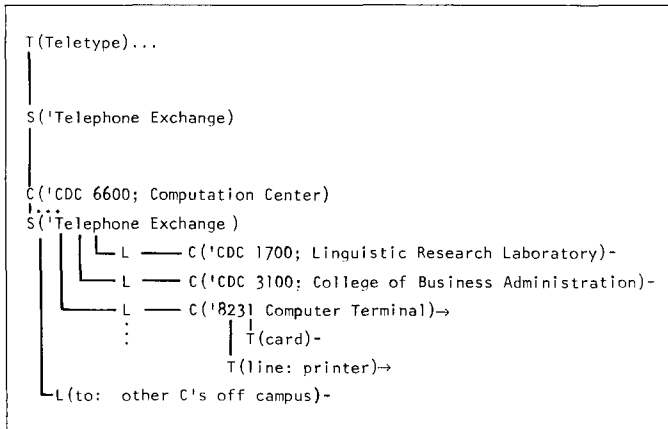 T(Teletype)...
S('Telephone Exchange)
C('CDC 6600; Computation Center)
...
S('Telephone Exchange )
L C('CDC 1700; Linguistic Research Laboratory)-
L C('CDC 3100; College of Business Administration)-
L C('8231 Computer Terminal)→
T(card)-
T(line: printer)→
L(to: other C's off campus)-